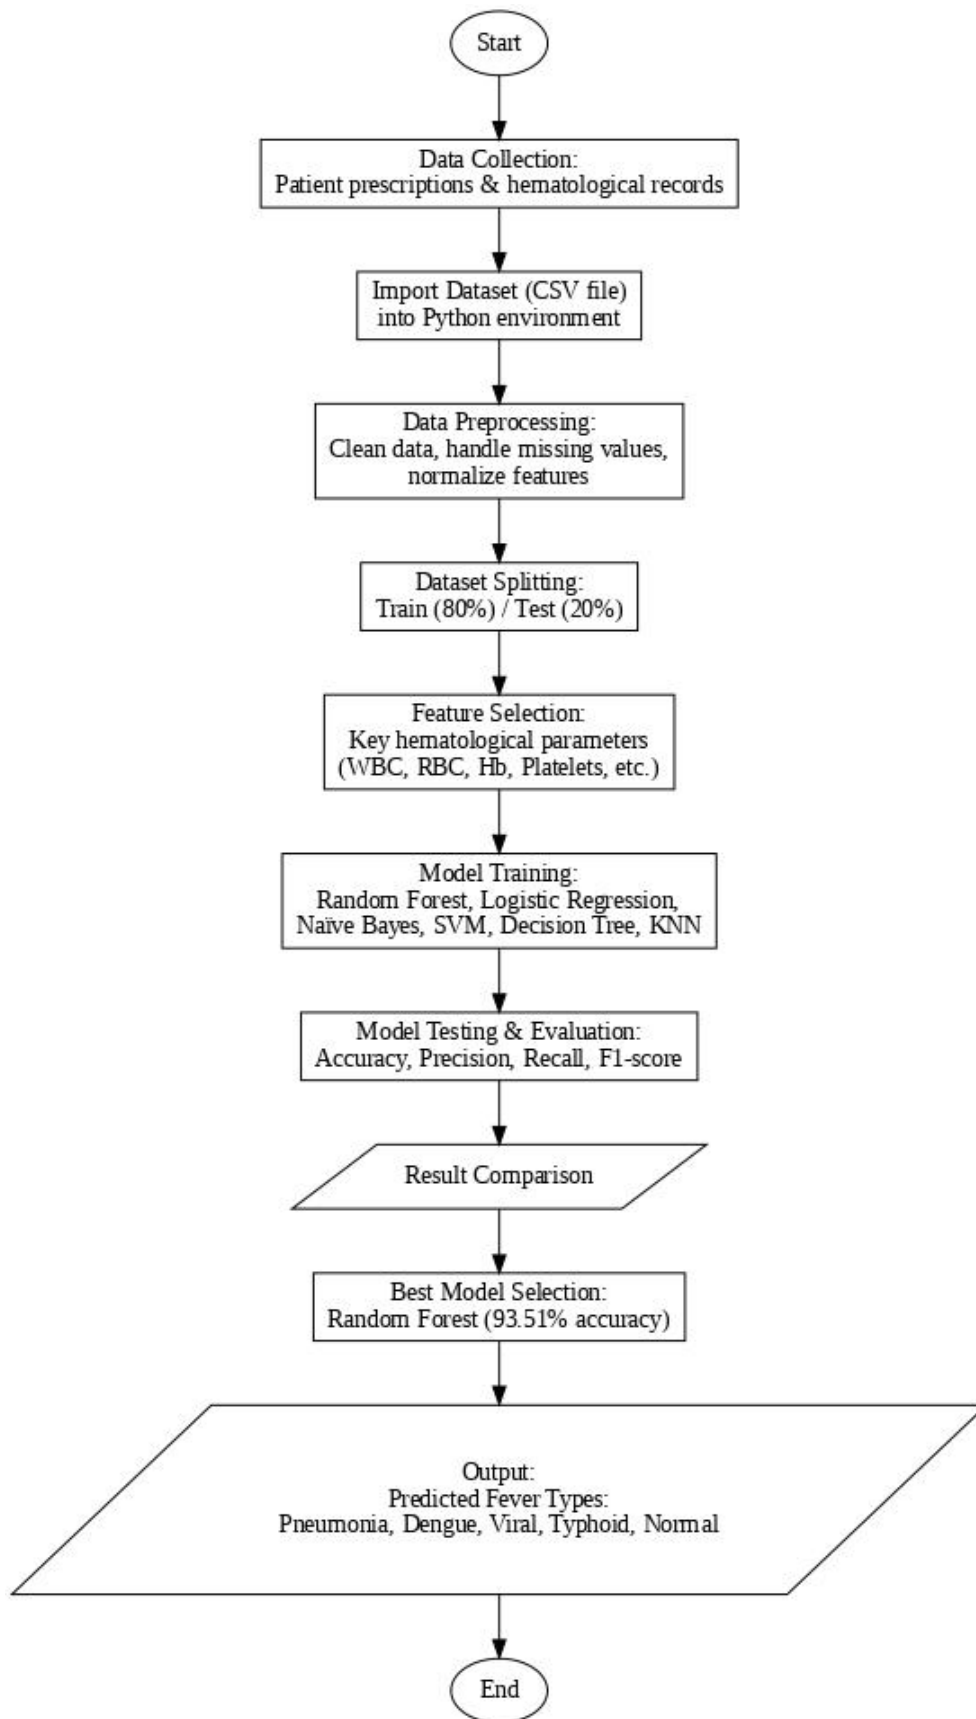 Start
Data Collection:
Patient prescriptions & hematological records
Import Dataset (CSV file)
into Python environment
Data Preprocessing:
Clean data, handle missing values,
normalize features
Dataset Splitting:
Train (80%) / Test (20%)
Feature Selection:
Key hematological parameters
(WBC, RBC, Hb, Platelets, etc.)
Model Training:
Random Forest, Logistic Regression,
Naïve Bayes, SVM, Decision Tree, KNN
Model Testing & Evaluation:
Accuracy, Precision, Recall, F1-score
Result Comparison
Best Model Selection:
Random Forest (93.51% accuracy)
Output:
Predicted Fever Types:
Pneumonia, Dengue, Viral, Typhoid, Normal
End